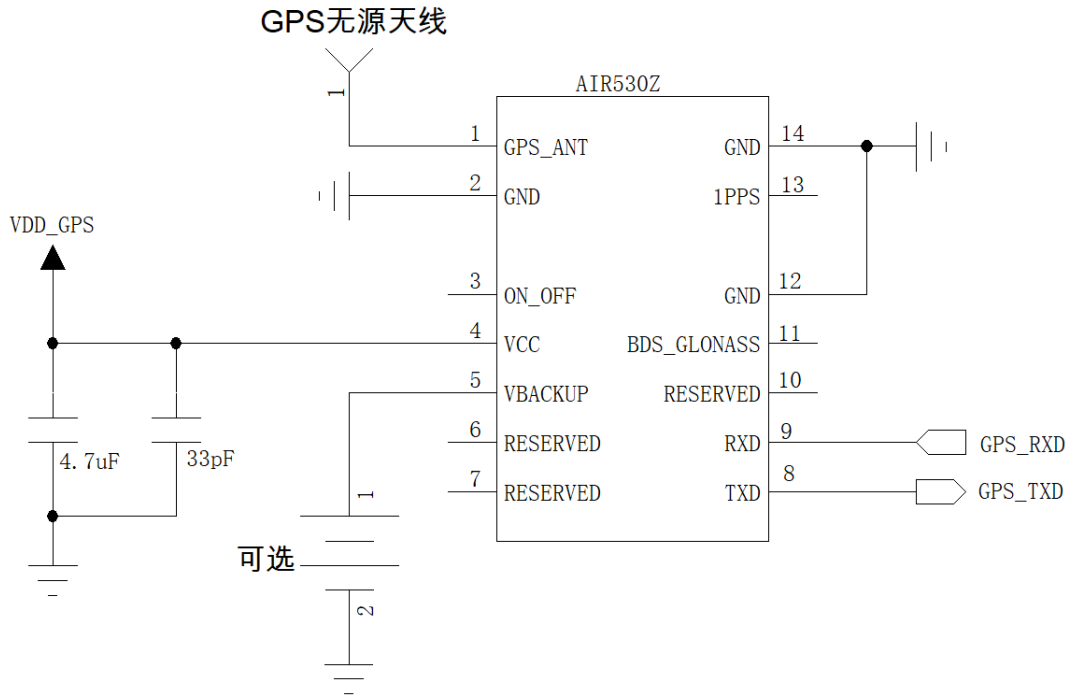 GPS无源天线
1
AIR530Z
1 GPS_ANT GND 14
2 GND 1PPS 13
VDD_GPS
3 ON_OFF GND 12
4 VCC BDS_GLONASS 11
5 VBACKUP RESERVED 10
6 RESERVED RXD 9 GPS_RXD
4.7uF 33pF
7 RESERVED TXD 8 GPS_TXD
1
可选
2